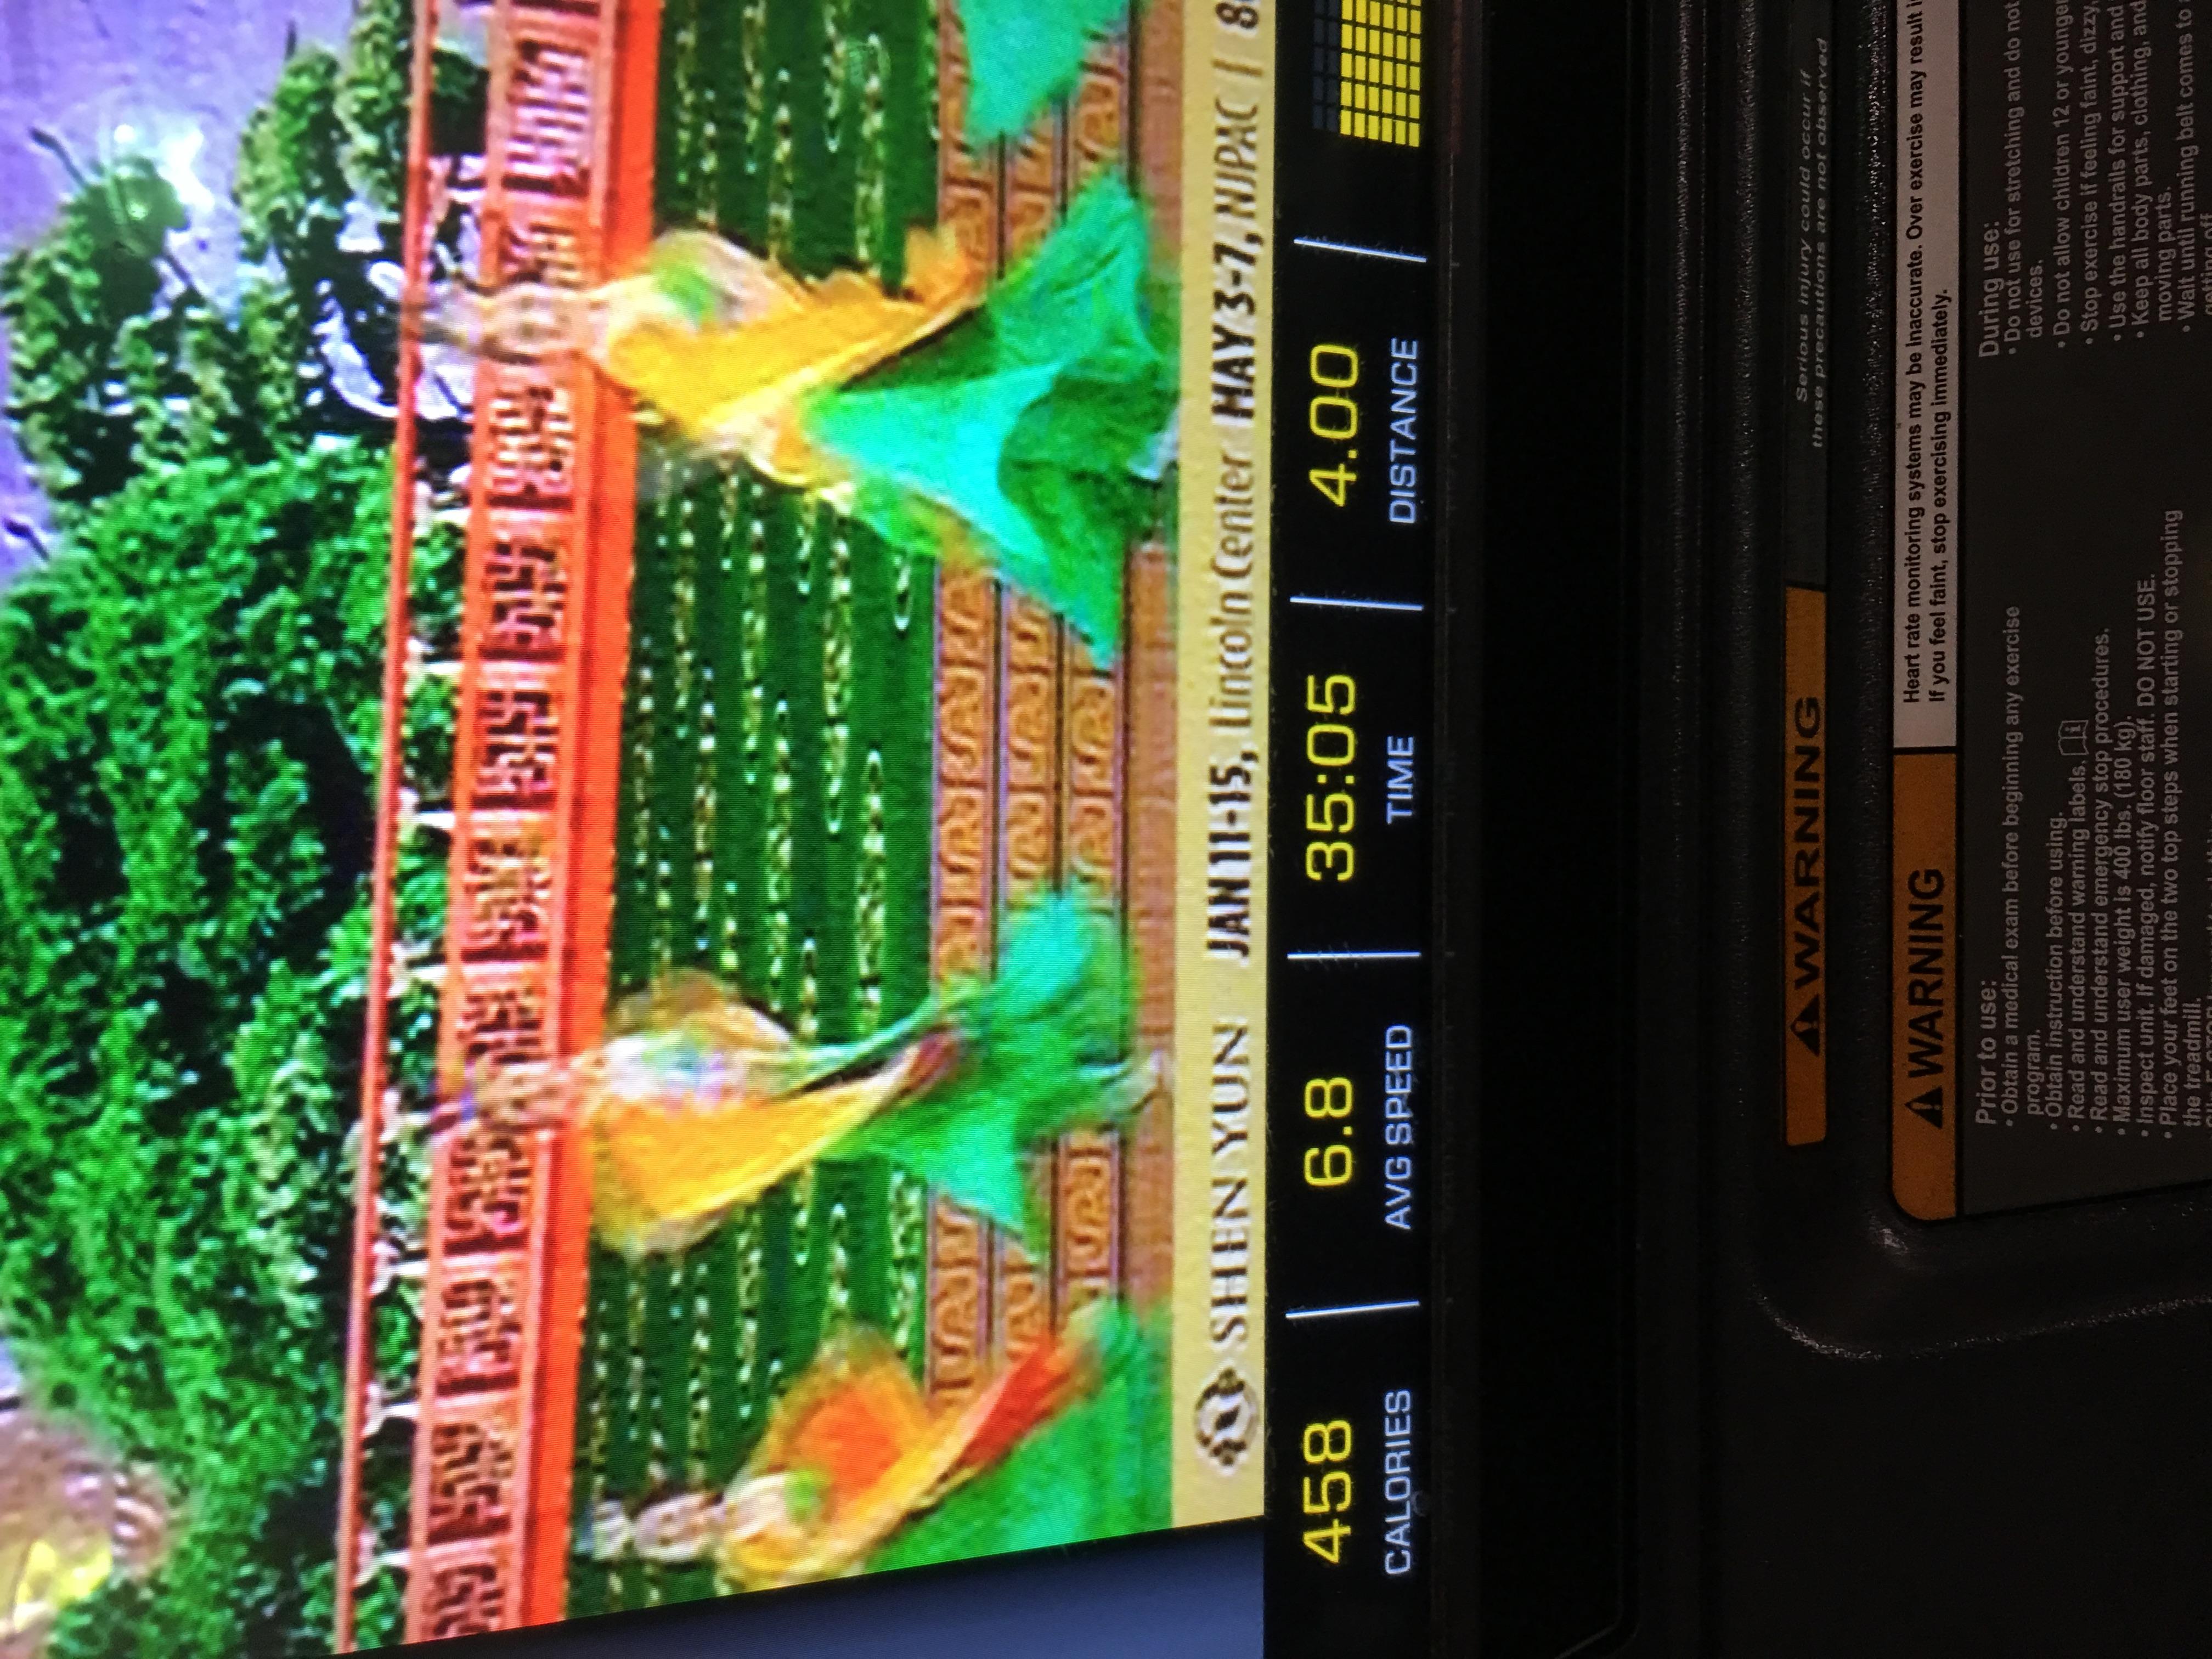 SHEEN YUN JAN 11-15, Lincoln Center MAY 3-7, NJPAC |
458
CALORIES
6.8
AVG SPEED
35:05
TIME
4.00
DISTANCE
WARNING
Serious injury could occur if
these precautions are not observed
WARNING
Heart rate monitoring systems may be inaccurate. Over exercise may result
If you feel faint, stop exercising immediately.
Prior to use:
• Obtain a medical exam before beginning any exercise
program.
• Obtain instruction before using.
• Read and understand warning labels.
• Read and understand emergency stop procedures.
• Maximum user weight is 400 lbs. (180 kg).
• Inspect unit. If damaged, notify floor staff. DO NOT USE.
• Place your feet on the two top steps when starting or stopping
the treadmill.
During use:
• Do not use for stretching and do not
devices.
• Do not allow children 12 or younger
• Stop exercise if feeling faint, dizzy,
• Use the handrails for support and
• Keep all body parts, clothing, and
moving parts.
• Wait until running belt comes to